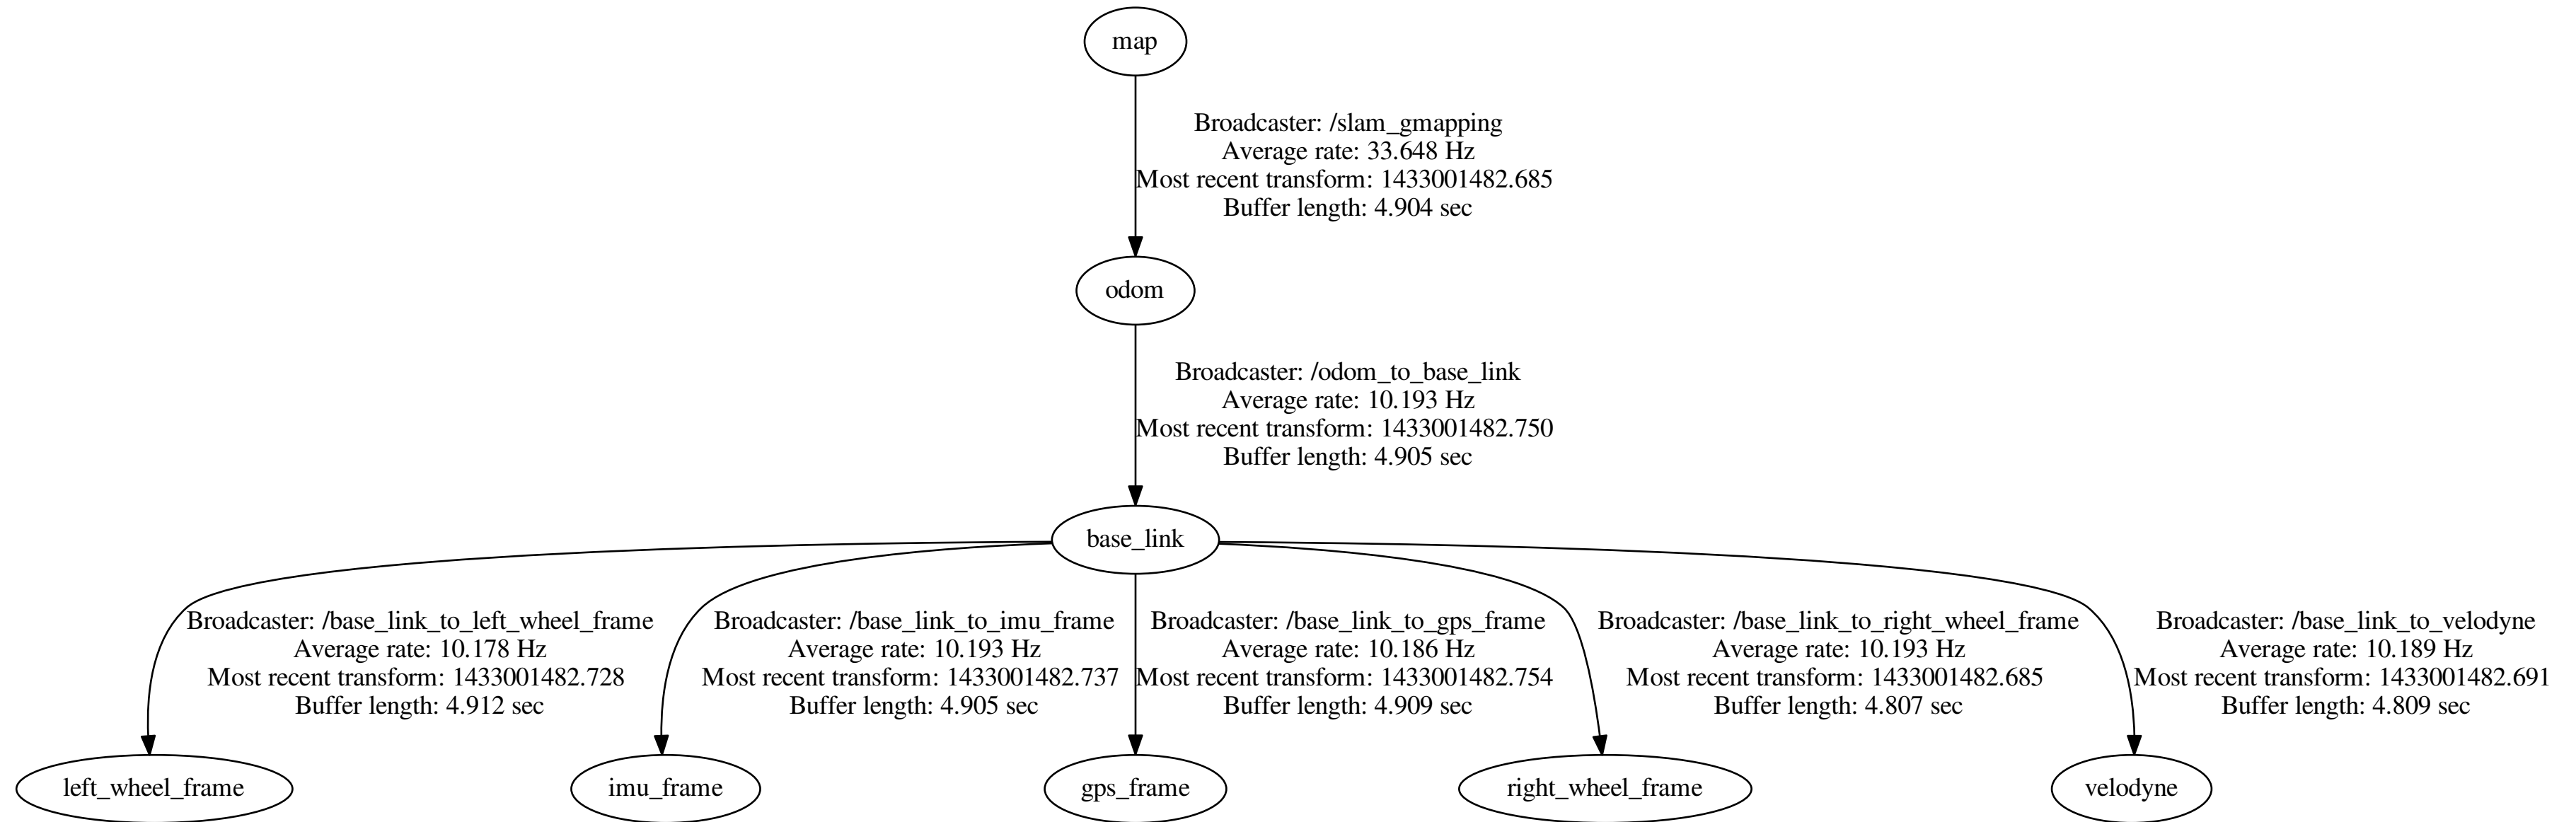 map
Broadcaster: /slam_gmapping
Average rate: 33.648 Hz
Most recent transform: 1433001482.685
Buffer length: 4.904 sec
odom
Broadcaster: /odom_to_base_link
Average rate: 10.193 Hz
Most recent transform: 1433001482.750
Buffer length: 4.905 sec
base_link
Broadcaster: /base_link_to_left_wheel_frame
Average rate: 10.178 Hz
Most recent transform: 1433001482.728
Buffer length: 4.912 sec
Broadcaster: /base_link_to_imu_frame
Average rate: 10.193 Hz
Most recent transform: 1433001482.737
Buffer length: 4.905 sec
Broadcaster: /base_link_to_gps_frame
Average rate: 10.186 Hz
Most recent transform: 1433001482.754
Buffer length: 4.909 sec
Broadcaster: /base_link_to_right_wheel_frame
Average rate: 10.193 Hz
Most recent transform: 1433001482.685
Buffer length: 4.807 sec
Broadcaster: /base_link_to_velodyne
Average rate: 10.189 Hz
Most recent transform: 1433001482.691
Buffer length: 4.809 sec
left_wheel_frame
imu_frame
gps_frame
right_wheel_frame
velodyne